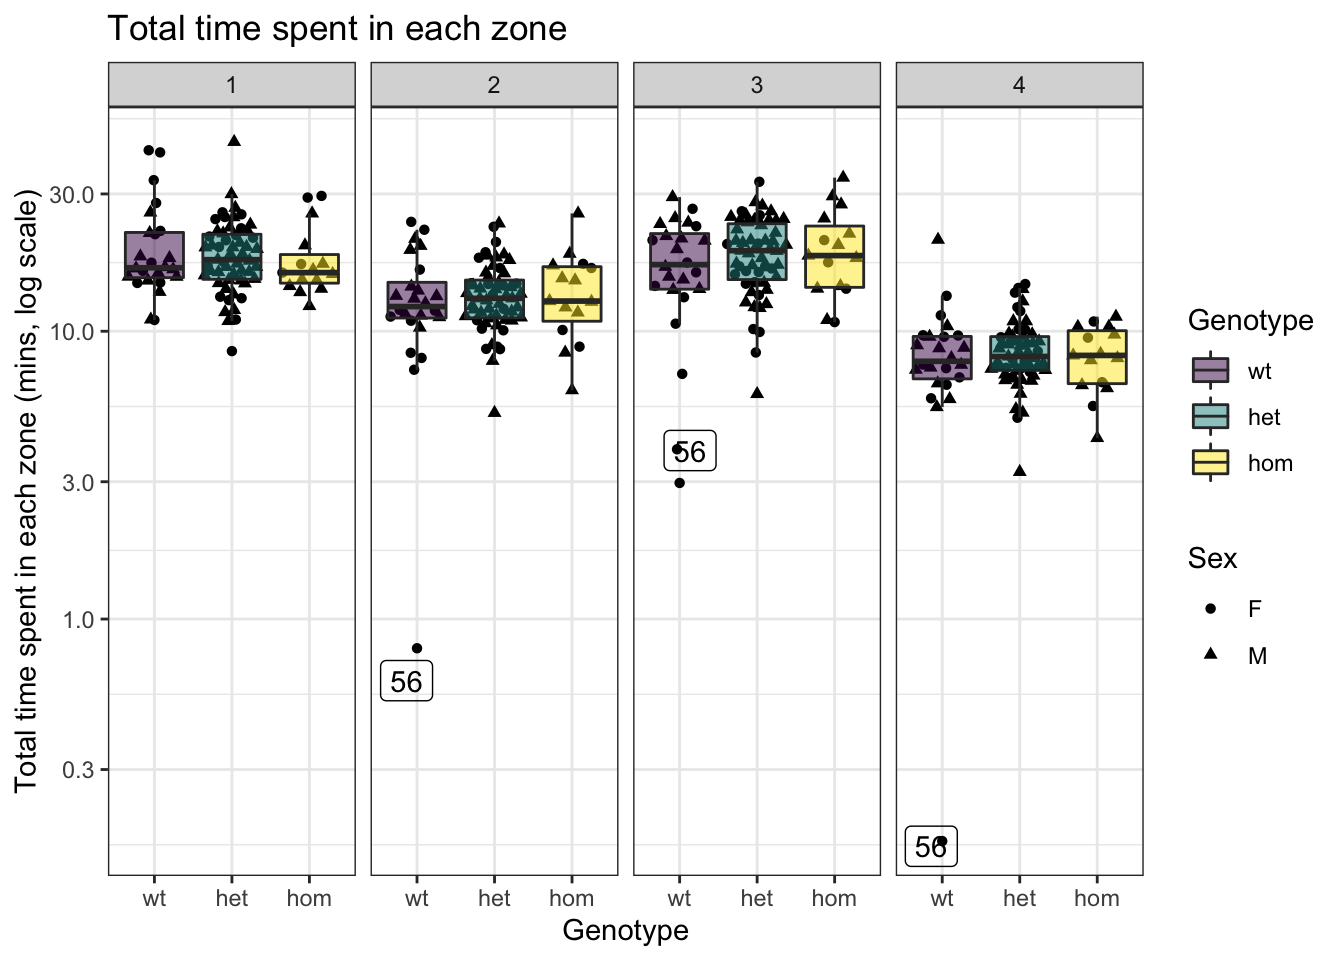 Total time spent in each zone
1
2
3
4
Total time spent in each zone (mins, log scale)
30.0
10.0
3.0
1.0
0.3
56
56
56
wt
het
hom
wt
het
hom
wt
het
hom
wt
het
hom
Genotype
Genotype
wt
het
hom
Sex
F
M